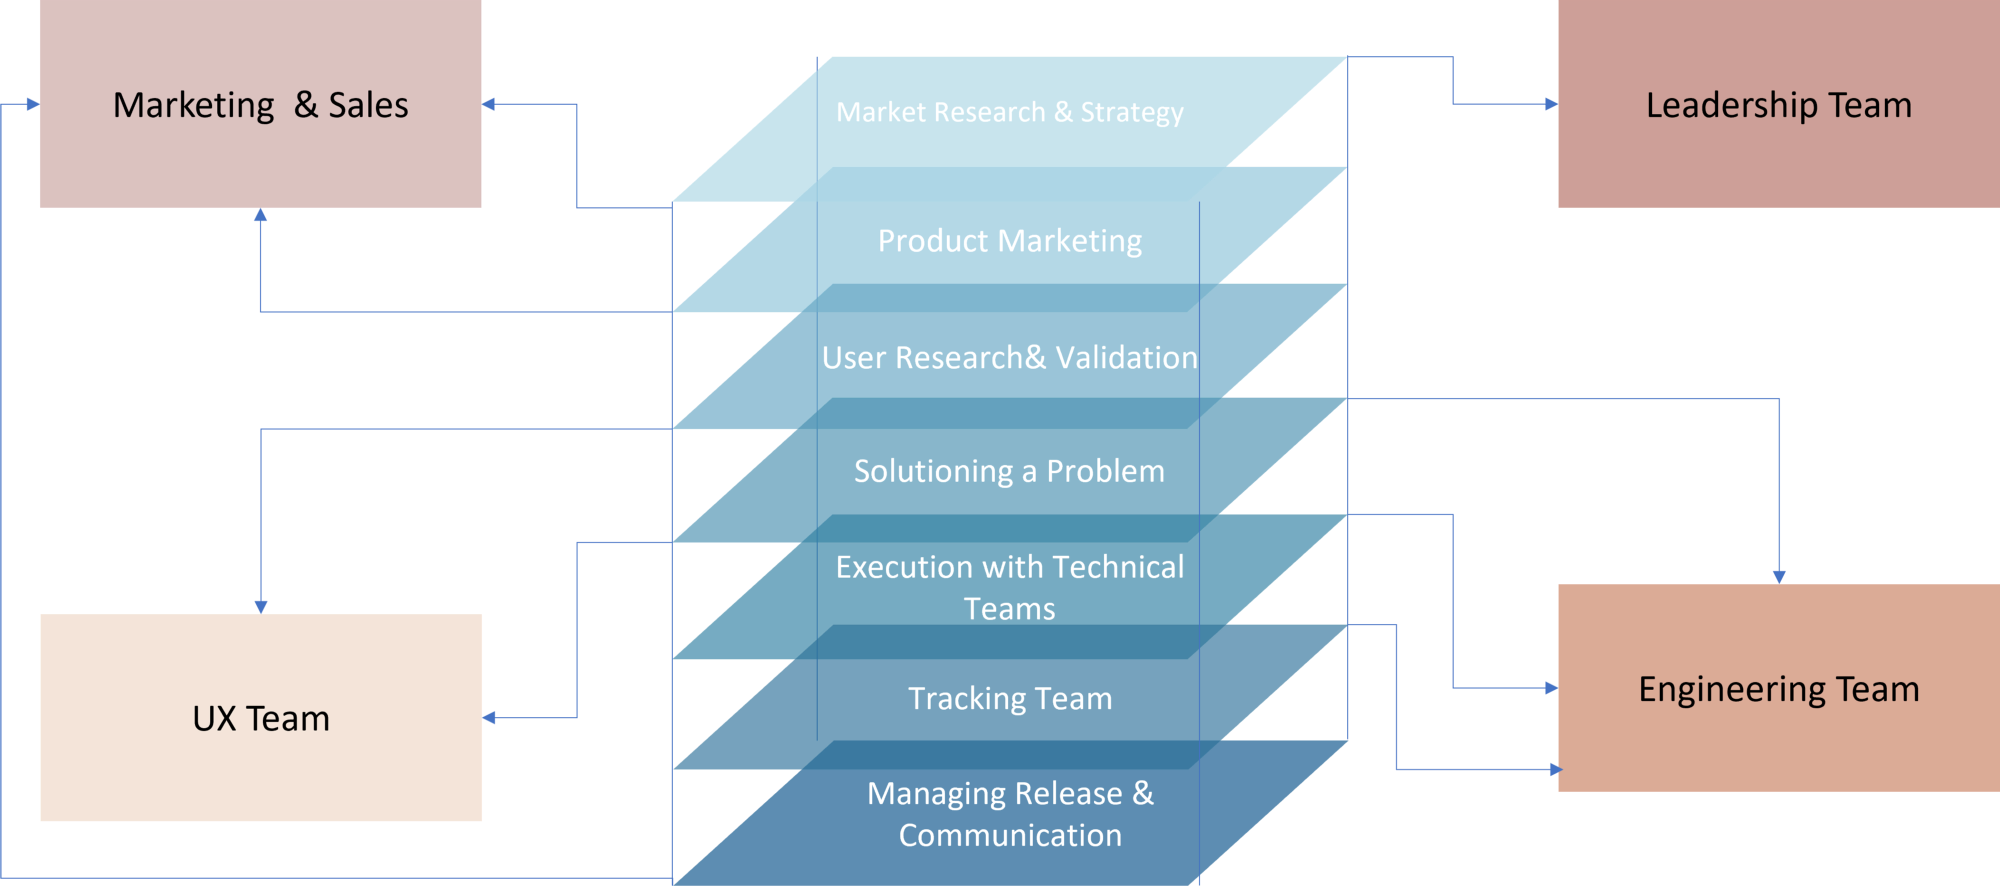 Marketing  & Sales
Leadership Team
Market Research & Strategy
Product Marketing
User Research& Validation
Solutioning a Problem
Execution with Technical
Teams
Tracking Team
Managing Release &
Communication
UX Team
Engineering Team